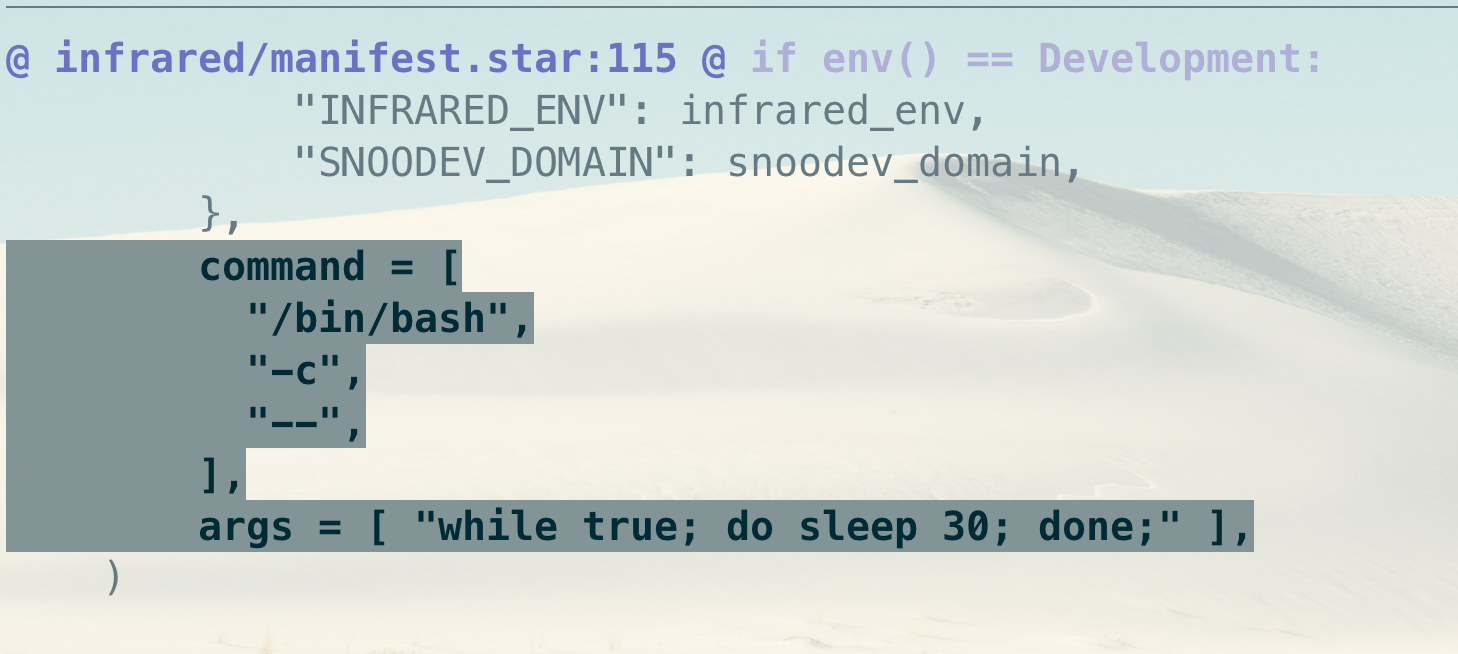 @ infrared/manifest.star:115 @ if env() == Development:
            "INFRARED_ENV": infrared_env,
            "SNOODEV_DOMAIN": snoodev_domain,
        },
        command = [
          "/bin/bash",
          "-c",
          "--",
        ],
        args = [ "while true; do sleep 30; done;" ],
    )